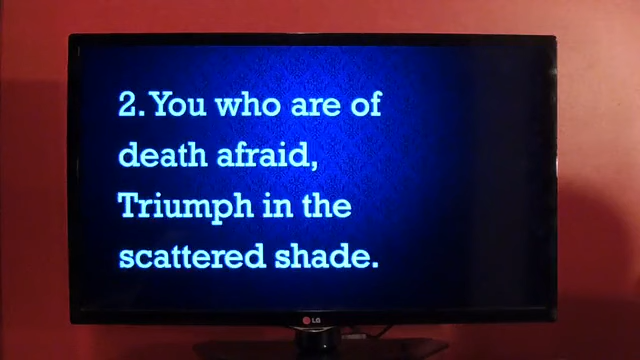 2. You who are of
death afraid,
Triumph in the
scattered shade.
LG